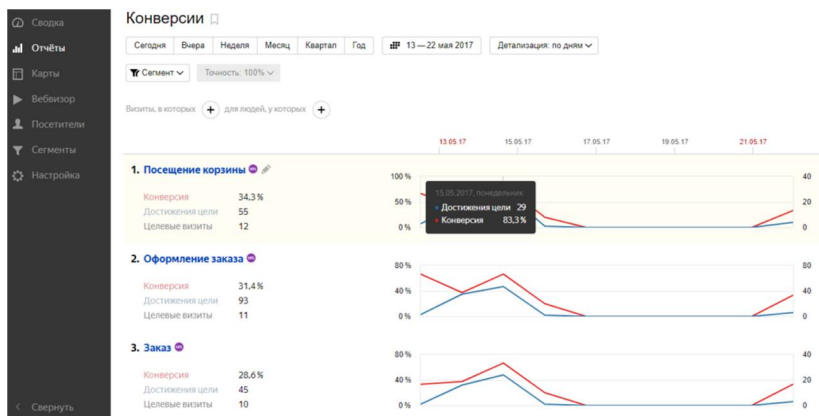 Сводка
Отчёты
Карты
Вебвизор
Посетители
Сегменты
Настройка
Свернуть
Конверсии
Сегодня Вчера Неделя Месяц Квартал Год 13 — 22 мая 2017 Детализация: по дням
Сегмент Точность: 100%
Визиты, в которых + для людей, у которых +
13.05.17 15.05.17 17.05.17 19.05.17 21.05.17
1. Посещение корзины
Конверсия 34,3%
Достижения цели 55
Целевые визиты 12
100 % 40
50 % 20
0 % 0
15.05.2017, понедельник
Достижения цели 29
Конверсия 83,3%
2. Оформление заказа
Конверсия 31,4%
Достижения цели 93
Целевые визиты 11
80 % 80
40 % 40
0 % 0
3. Заказ
Конверсия 28,6%
Достижения цели 45
Целевые визиты 10
80 % 40
40 % 20
0 % 0